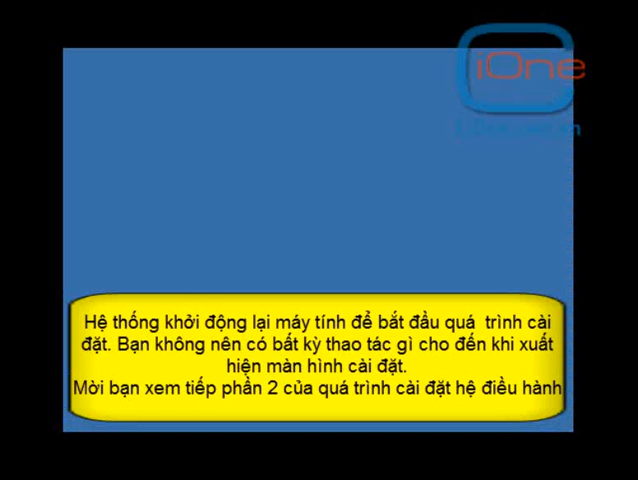 iOne
Hệ thống khởi động lại máy tính để bắt đầu quá trình cài
đặt. Bạn không nên có bất kỳ thao tác gì cho đến khi xuất
hiện màn hình cài đặt.
Mời bạn xem tiếp phần 2 của quá trình cài đặt hệ điều hành